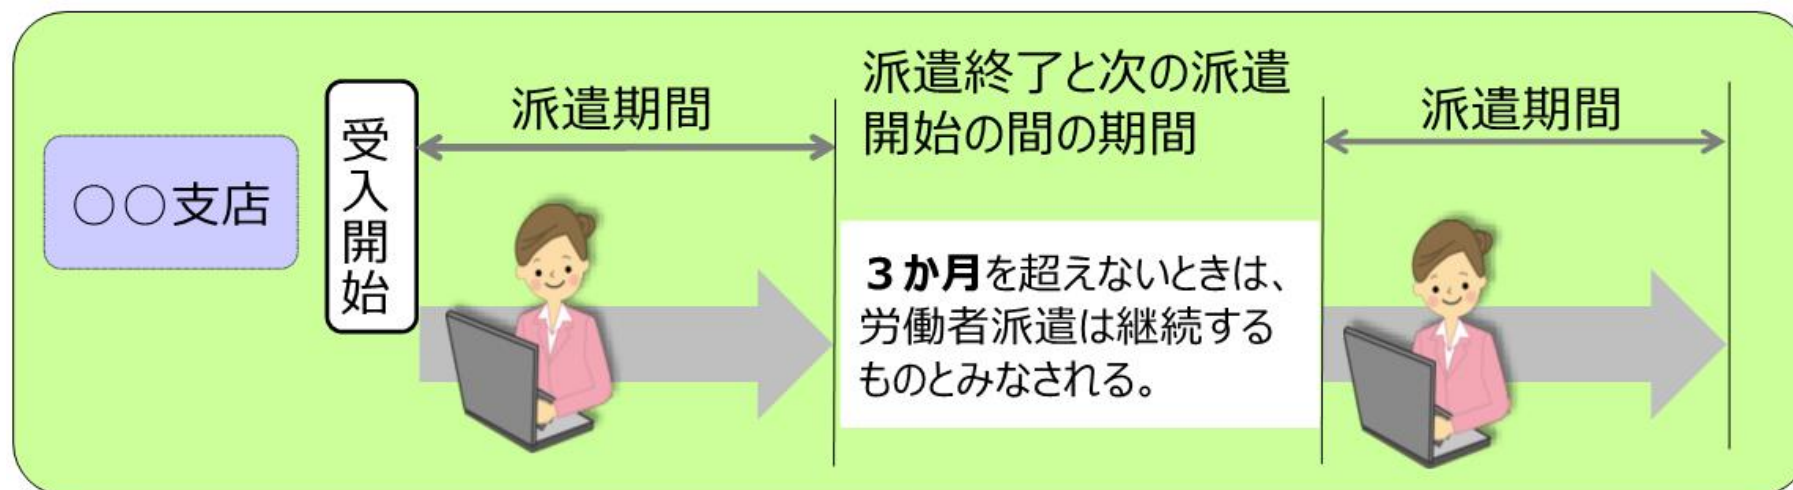 ○○支店
受入開始
派遣期間
派遣終了と次の派遣
開始の間の期間
3か月を超えないときは、
労働者派遣は継続する
ものとみなされる。
派遣期間